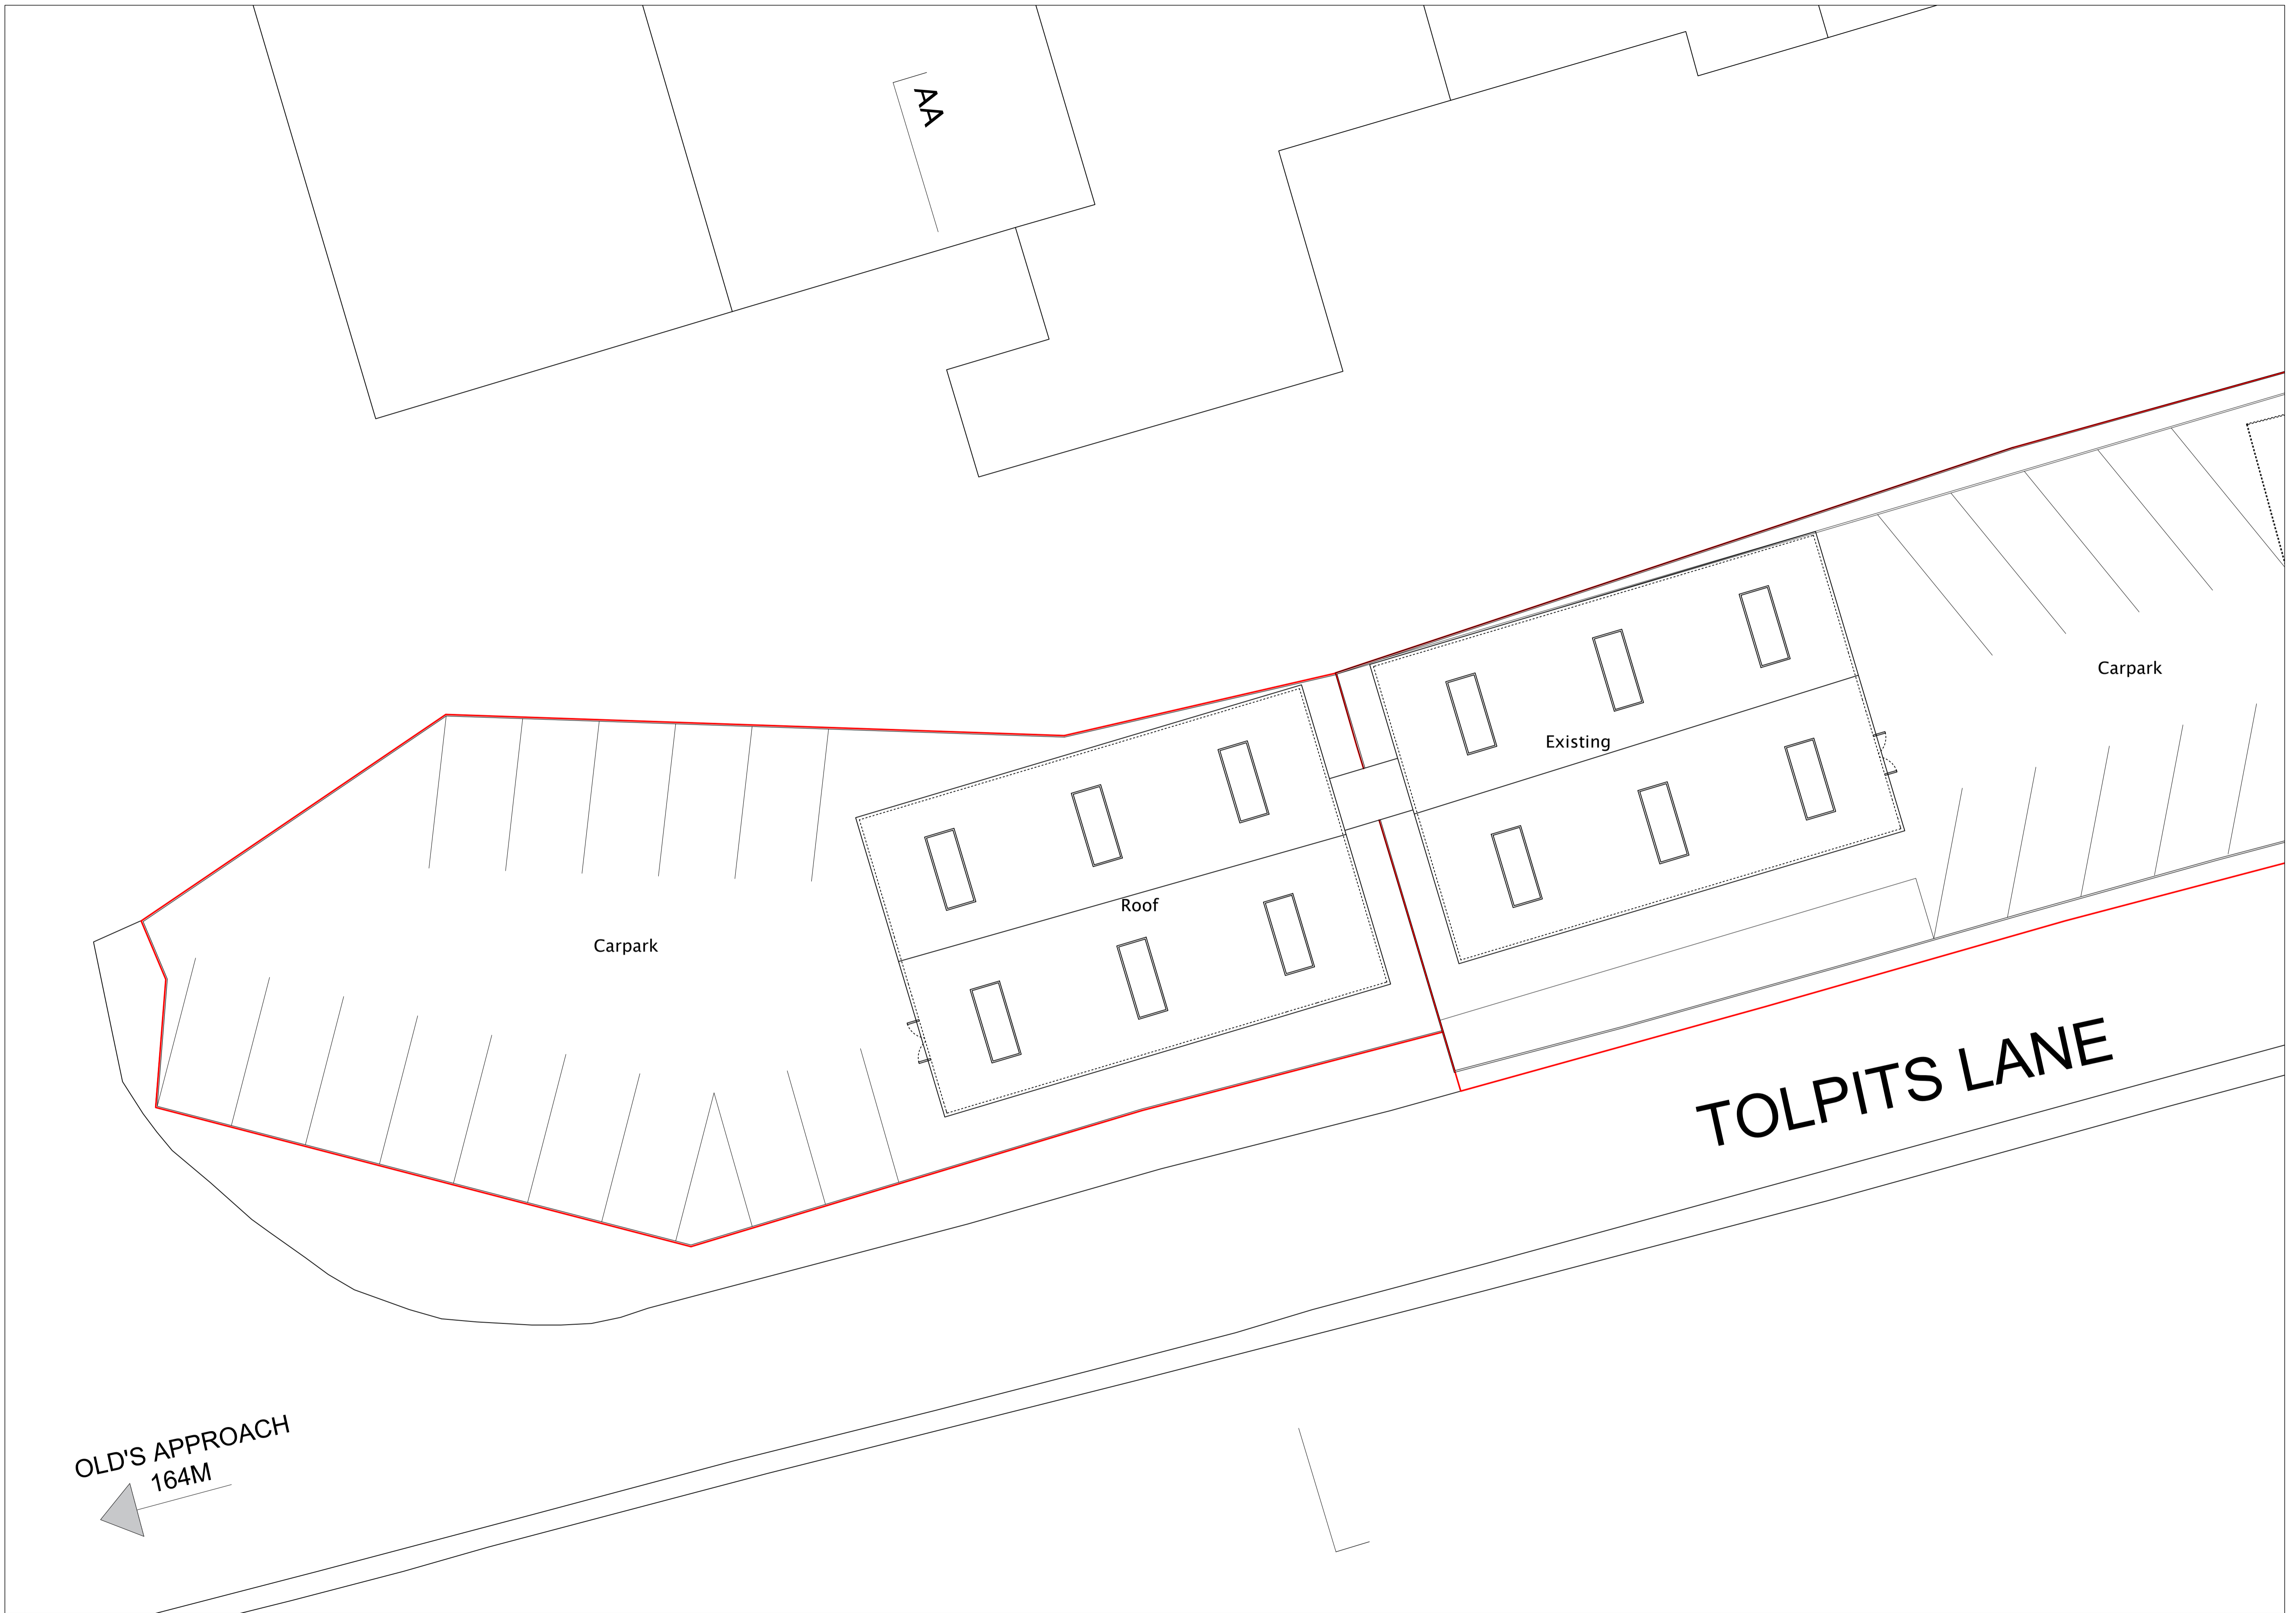 AA
Carpark
Existing
Roof
Carpark
TOLPITS LANE
OLD'S APPROACH
164M